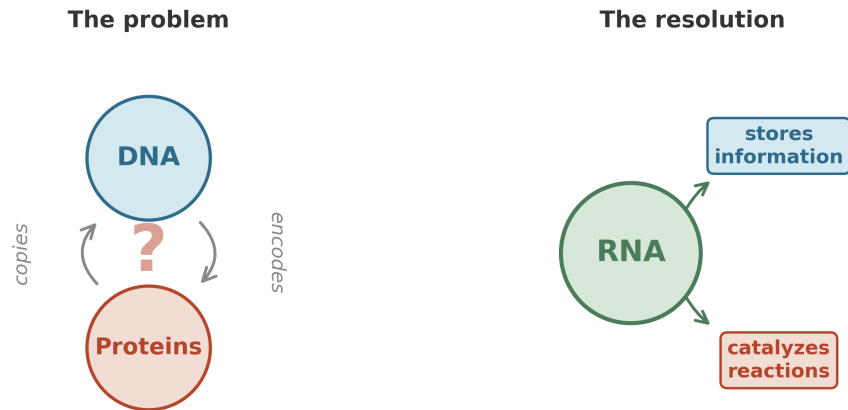 The problem
DNA
copies
?
encodes
Proteins
The resolution
RNA
stores
information
catalyzes
reactions